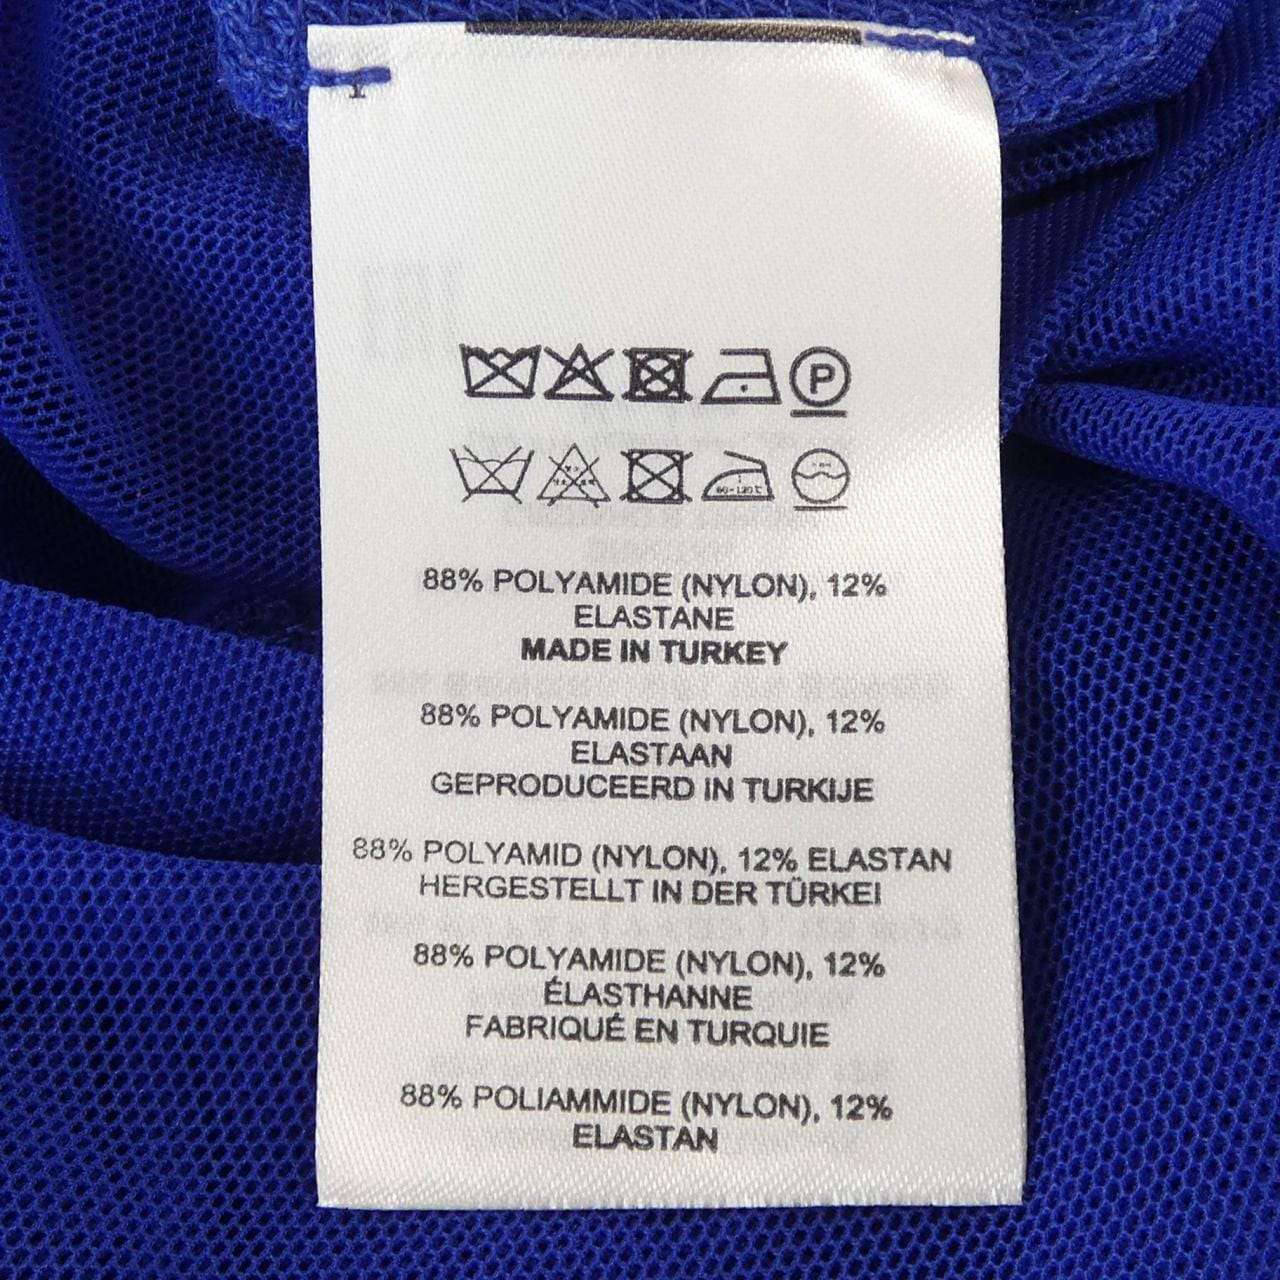 P
60-120℃
88% POLYAMIDE (NYLON), 12%
ELASTANE
MADE IN TURKEY
88% POLYAMIDE (NYLON), 12%
ELASTAAN
GEPRODUCEERD IN TURKIJE
88% POLYAMID (NYLON), 12% ELASTAN
HERGESTELLT IN DER TÜRKEI
88% POLYAMIDE (NYLON), 12%
ÉLASTHANNE
FABRIQUÉ EN TURQUIE
88% POLIAMMIDE (NYLON), 12%
ELASTAN